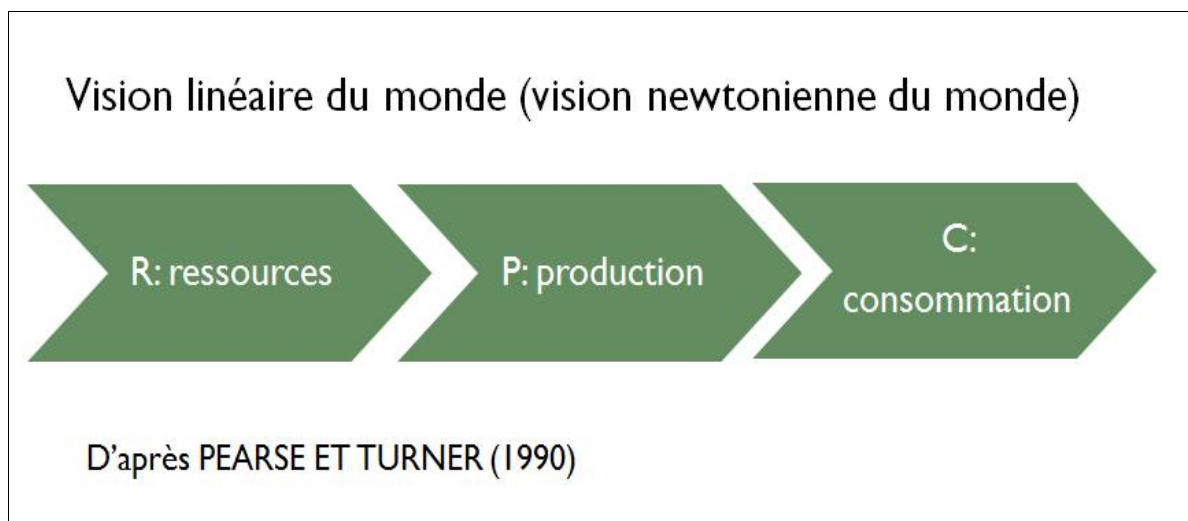 Vision linéaire du monde (vision newtonienne du monde)
R: ressources
P: production
C:
consommation
D'après PEARSE ET TURNER (1990)